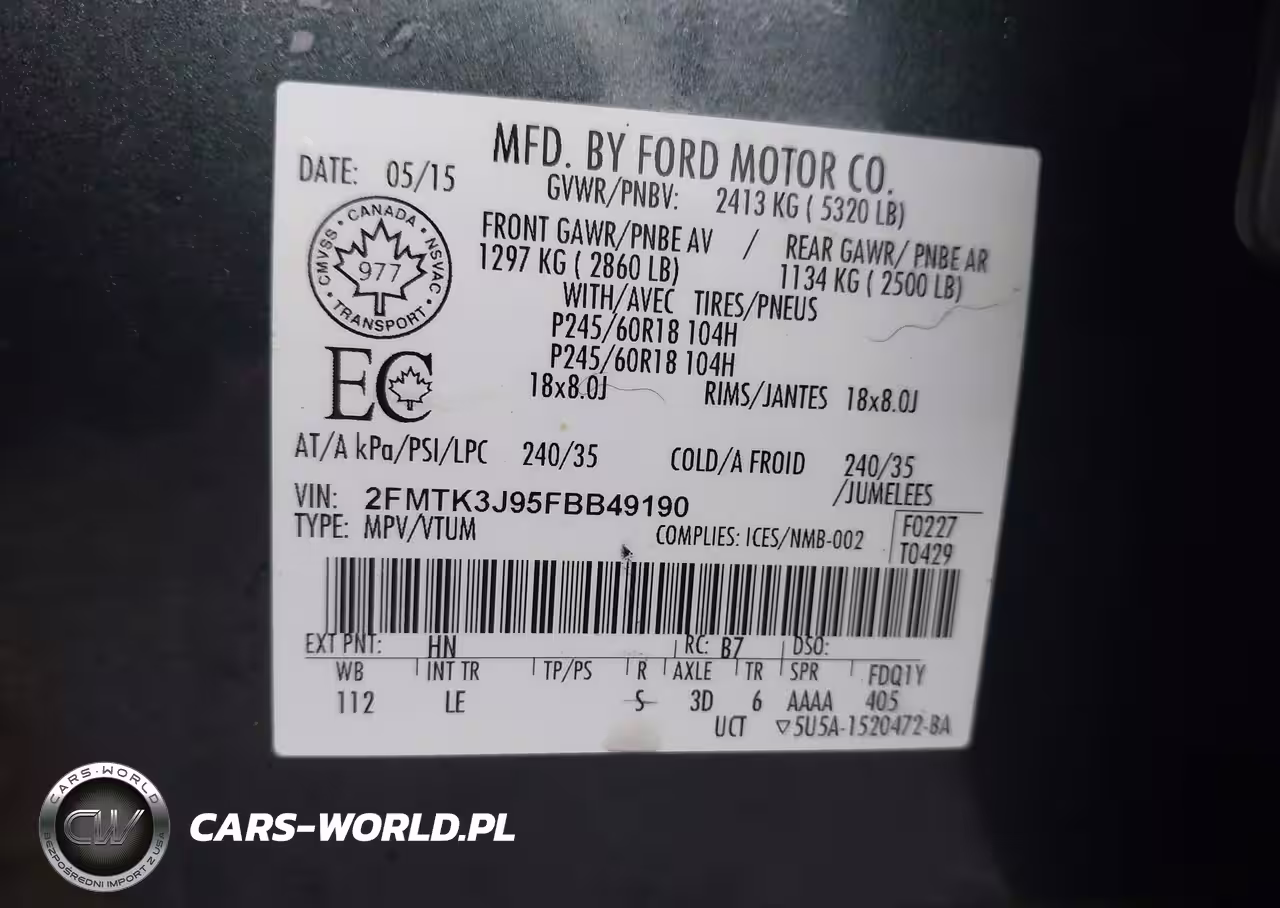 MFD. BY FORD MOTOR CO.
DATE: 05/15
GVWR/PNBV: 2413 KG ( 5320 LB)
FRONT GAWR/PNBE AV / REAR GAWR/ PNBE AR
1297 KG ( 2860 LB) 1134 KG ( 2500 LB)
WITH/AVEC TIRES/PNEUS
P245/60R18 104H
P245/60R18 104H
18x8.0J RIMS/JANTES 18x8.0J
CANADA
CMVSS • NSVAC
977
TRANSPORT
EC
AT/A kPa/PSI/LPC 240/35 COLD/A FROID 240/35
/JUMELEES
VIN: 2FMTK3J95FBB49190
TYPE: MPV/VTUM COMPLIES: ICES/NMB-002
F0227
T0429
EXT PNT: HN RC: B7 DSO:
WB INT TR TP/PS R AXLE TR SPR FDQ1Y
112 LE S 3D 6 AAAA 405
UCT ▽5U5A-1520472-BA
CARS-WORLD
CW
BEZPOŚREDNI IMPORT Z USA
CARS-WORLD.PL